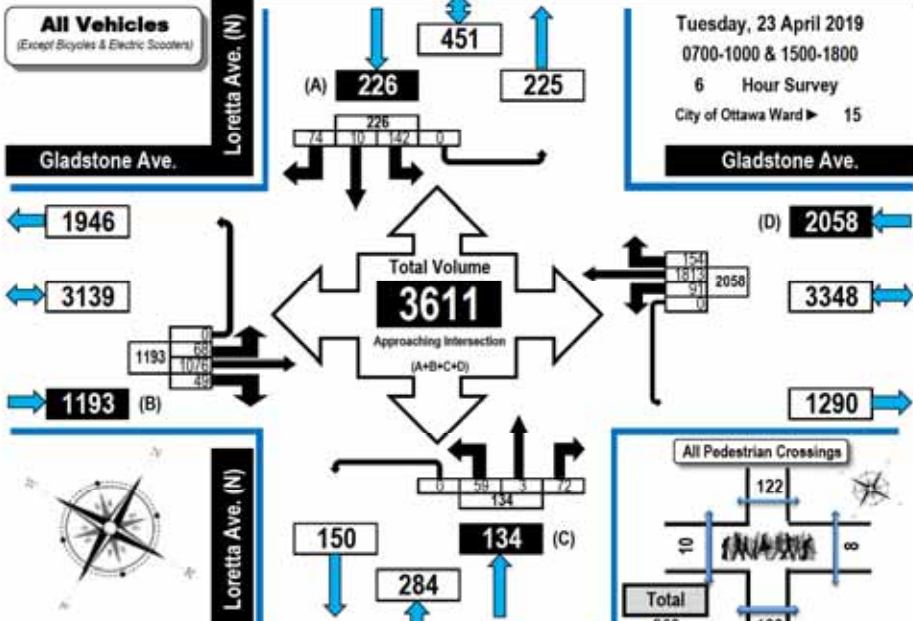 All Vehicles
(Except Bicycles & Electric Scooters)
Loretta Ave. (N)
Gladstone Ave.
451
(A) 226
225
226
74 10 142 0
Tuesday, 23 April 2019
0700-1000 & 1500-1800
6 Hour Survey
City of Ottawa Ward ► 15
Gladstone Ave.
1946
3139
1193
0
68
1076
49
1193 (B)
Total Volume
3611
Approaching Intersection
(A+B+C+D)
(D) 2058
154
1813
91
0
2058
3348
1290
Loretta Ave. (N)
0 59 3 72
134
150
134 (C)
284
All Pedestrian Crossings
122
10
8
Total